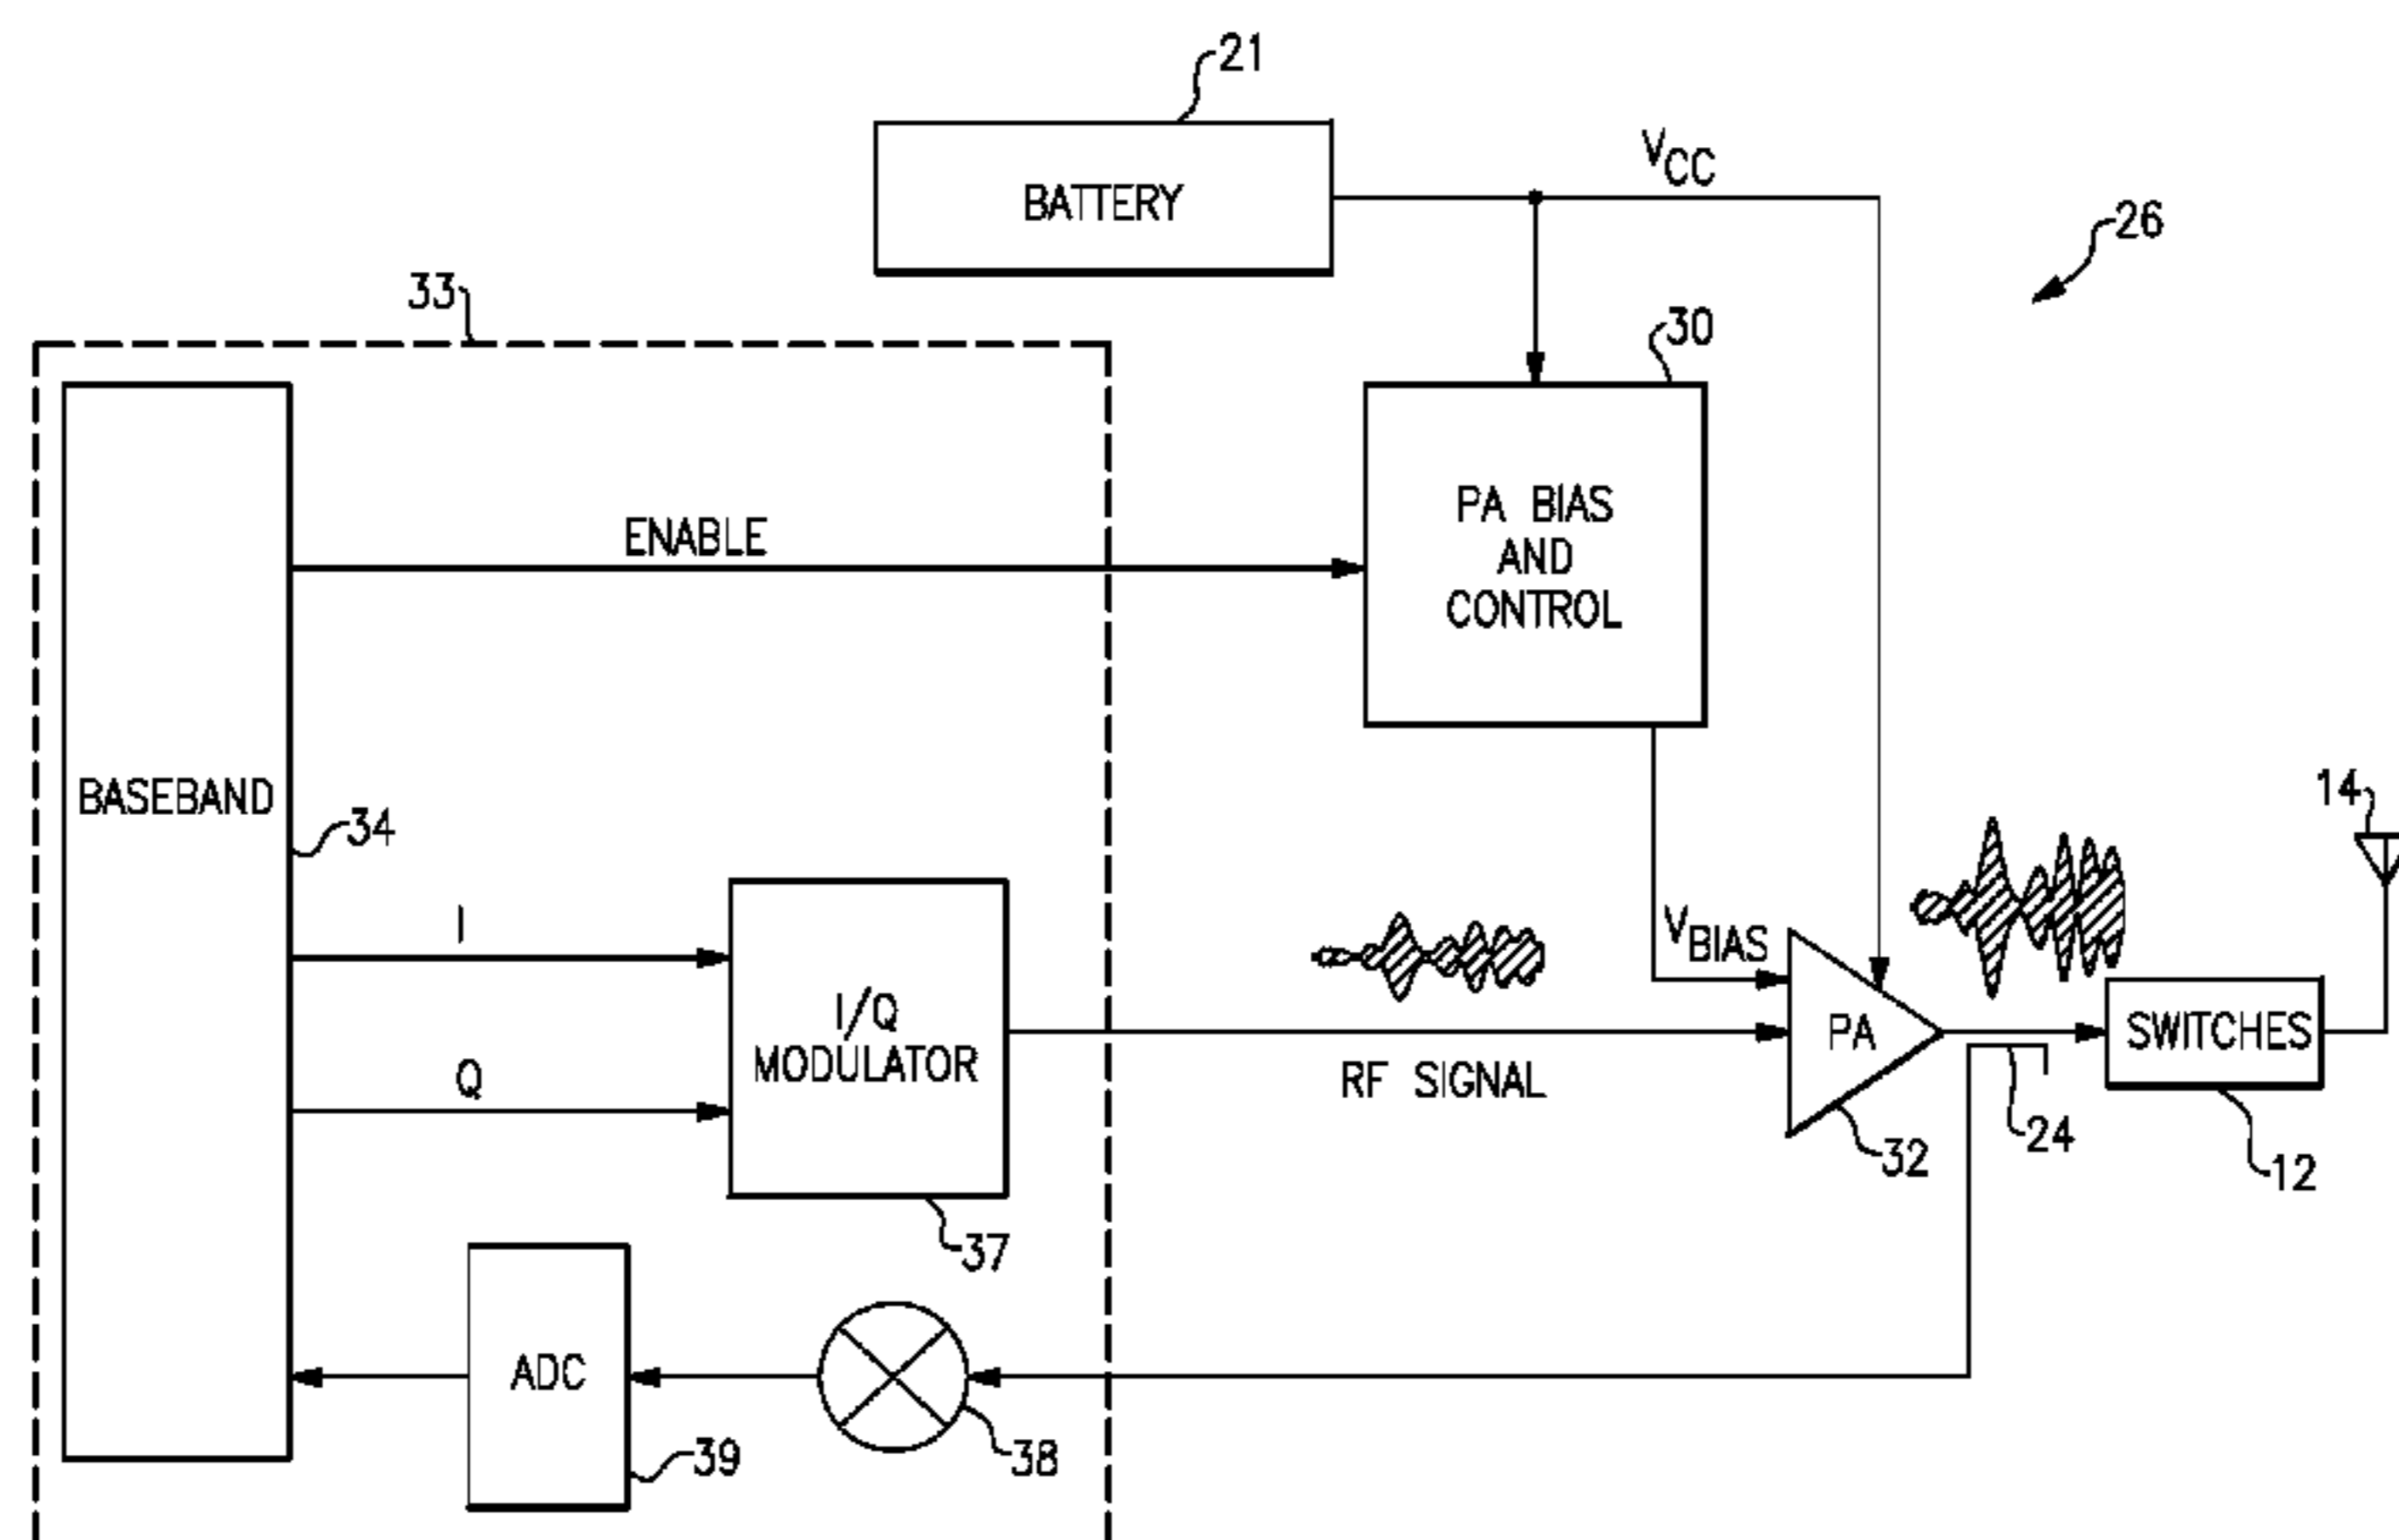 21
BATTERY
VCC
26
33
30
PA BIAS
AND
CONTROL
ENABLE
BASEBAND
34
14
I
VBIAS
I/Q
MODULATOR
PA
SWITCHES
Q
RF SIGNAL
24
32
12
37
ADC
39
38